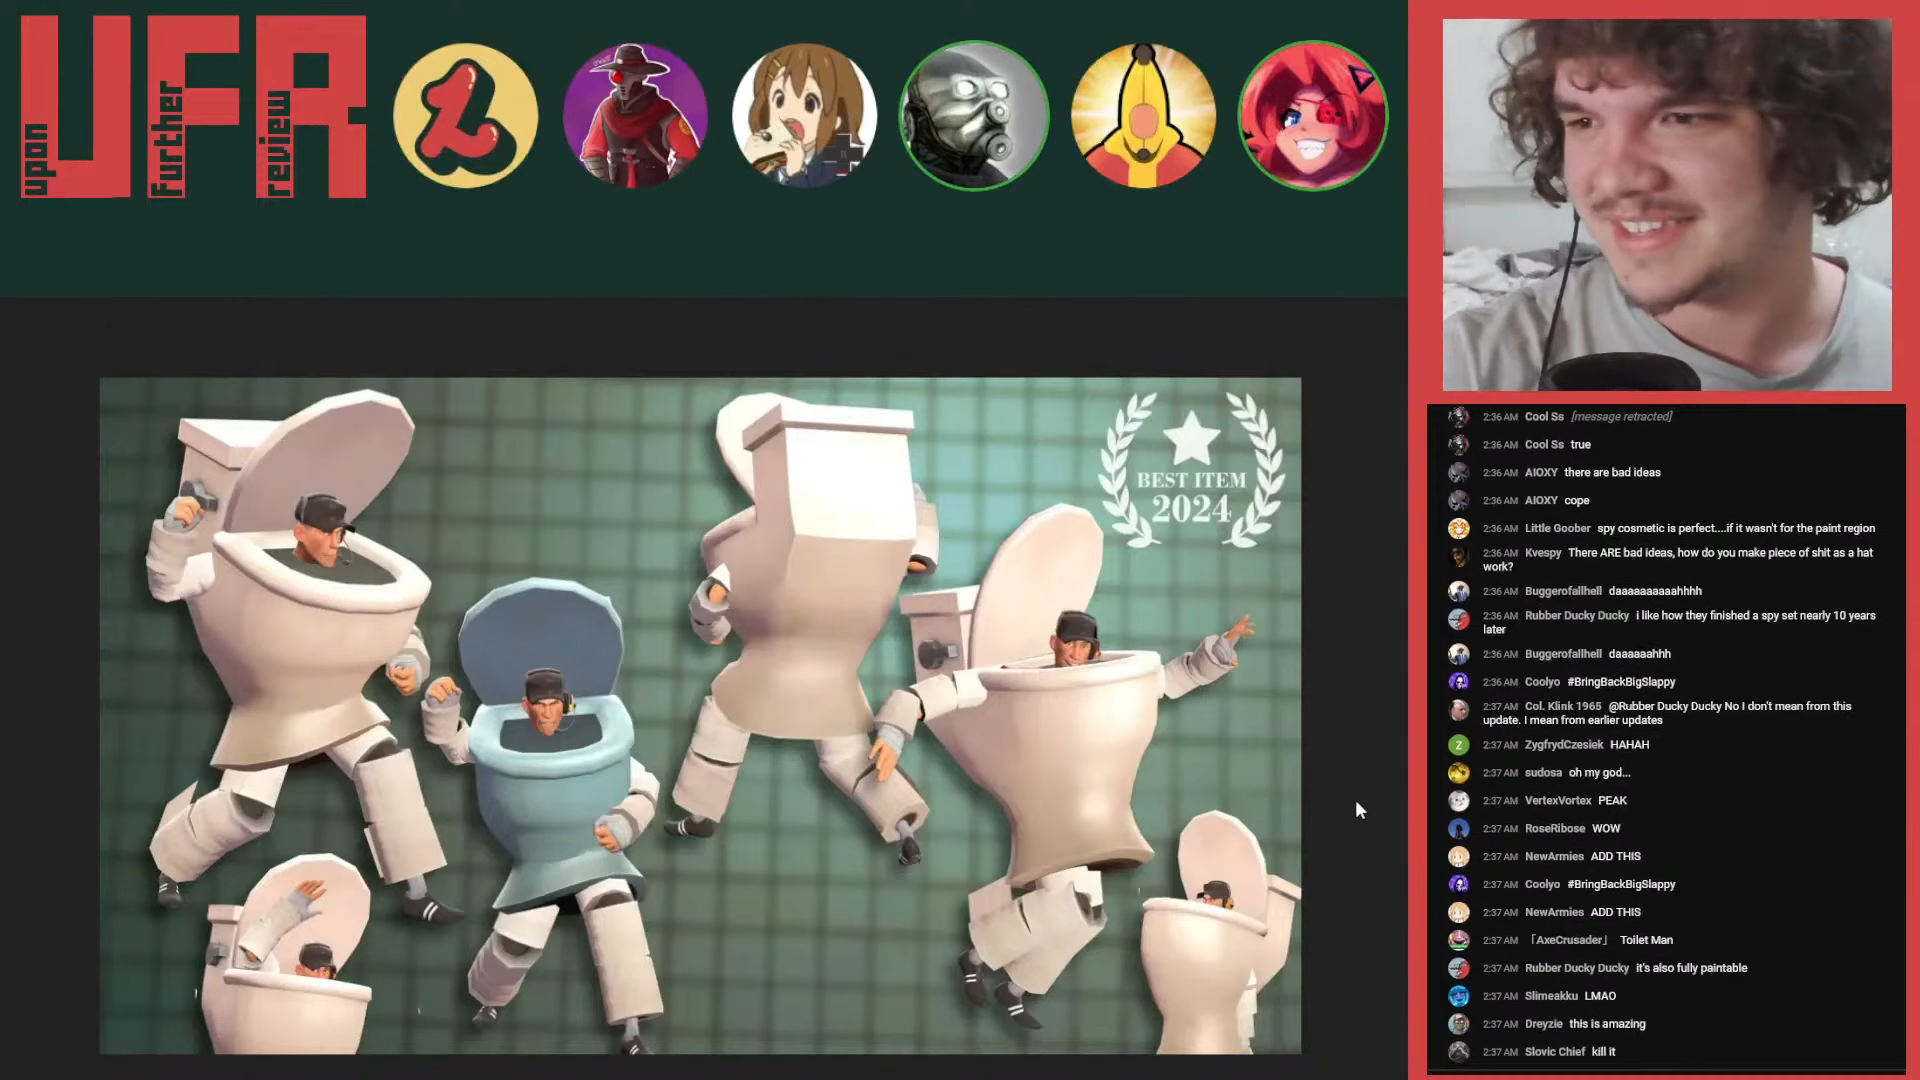 upon
further
review
UFR
BEST ITEM
2024
2:36 AM Cool Ss [message retracted]
2:36 AM Cool Ss true
2:36 AM AIOXY there are bad ideas
2:36 AM AIOXY cope
2:36 AM Little Goober spy cosmetic is perfect....if it wasn't for the paint region
2:36 AM Kvespy There ARE bad ideas, how do you make piece of shit as a hat
work?
2:36 AM Buggerofallhell daaaaaaaaaahhhh
2:36 AM Rubber Ducky Ducky i like how they finished a spy set nearly 10 years
later
2:36 AM Buggerofallhell daaaaaahhh
2:36 AM Coolyo #BringBackBigSlappy
2:37 AM Col. Klink 1965 @Rubber Ducky Ducky No I don't mean from this
update. I mean from earlier updates
Z
2:37 AM ZygfrydCzesiek HAHAH
2:37 AM sudosa oh my god...
2:37 AM VertexVortex PEAK
2:37 AM RoseRibose WOW
2:37 AM NewArmies ADD THIS
2:37 AM Coolyo #BringBackBigSlappy
2:37 AM NewArmies ADD THIS
2:37 AM 「AxeCrusader」 Toilet Man
2:37 AM Rubber Ducky Ducky it's also fully paintable
2:37 AM Slimeakku LMAO
2:37 AM Dreyzie this is amazing
2:37 AM Slovic Chief kill it